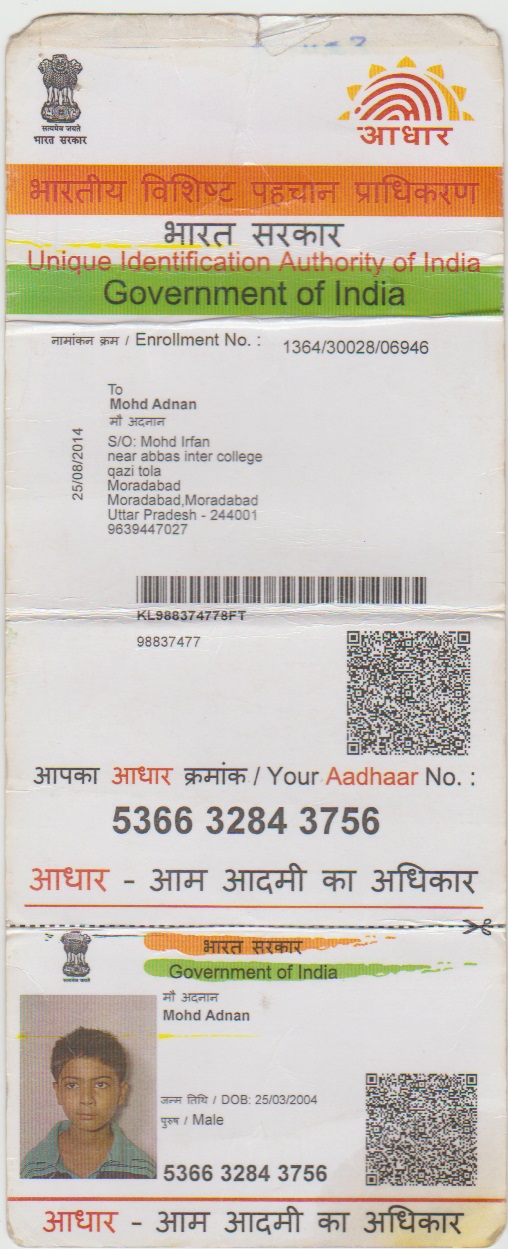 सत्यमेव जयते
भारत सरकार
आधार
भारतीय विशिष्ट पहचान प्राधिकरण
भारत सरकार
Unique Identification Authority of India
Government of India
नामांकन क्रम / Enrollment No. : 1364/30028/06946
To
Mohd Adnan
मौ अदनान
S/O: Mohd Irfan
near abbas inter college
qazi tola
Moradabad
Moradabad,Moradabad
Uttar Pradesh - 244001
9639447027
25/08/2014
KL988374778FT
98837477
आपका आधार क्रमांक / Your Aadhaar No. :
5366 3284 3756
आधार - आम आदमी का अधिकार
भारत सरकार
Government of India
मौ अदनान
Mohd Adnan
जन्म तिथि / DOB: 25/03/2004
पुरुष / Male
5366 3284 3756
आधार - आम आदमी का अधिकार